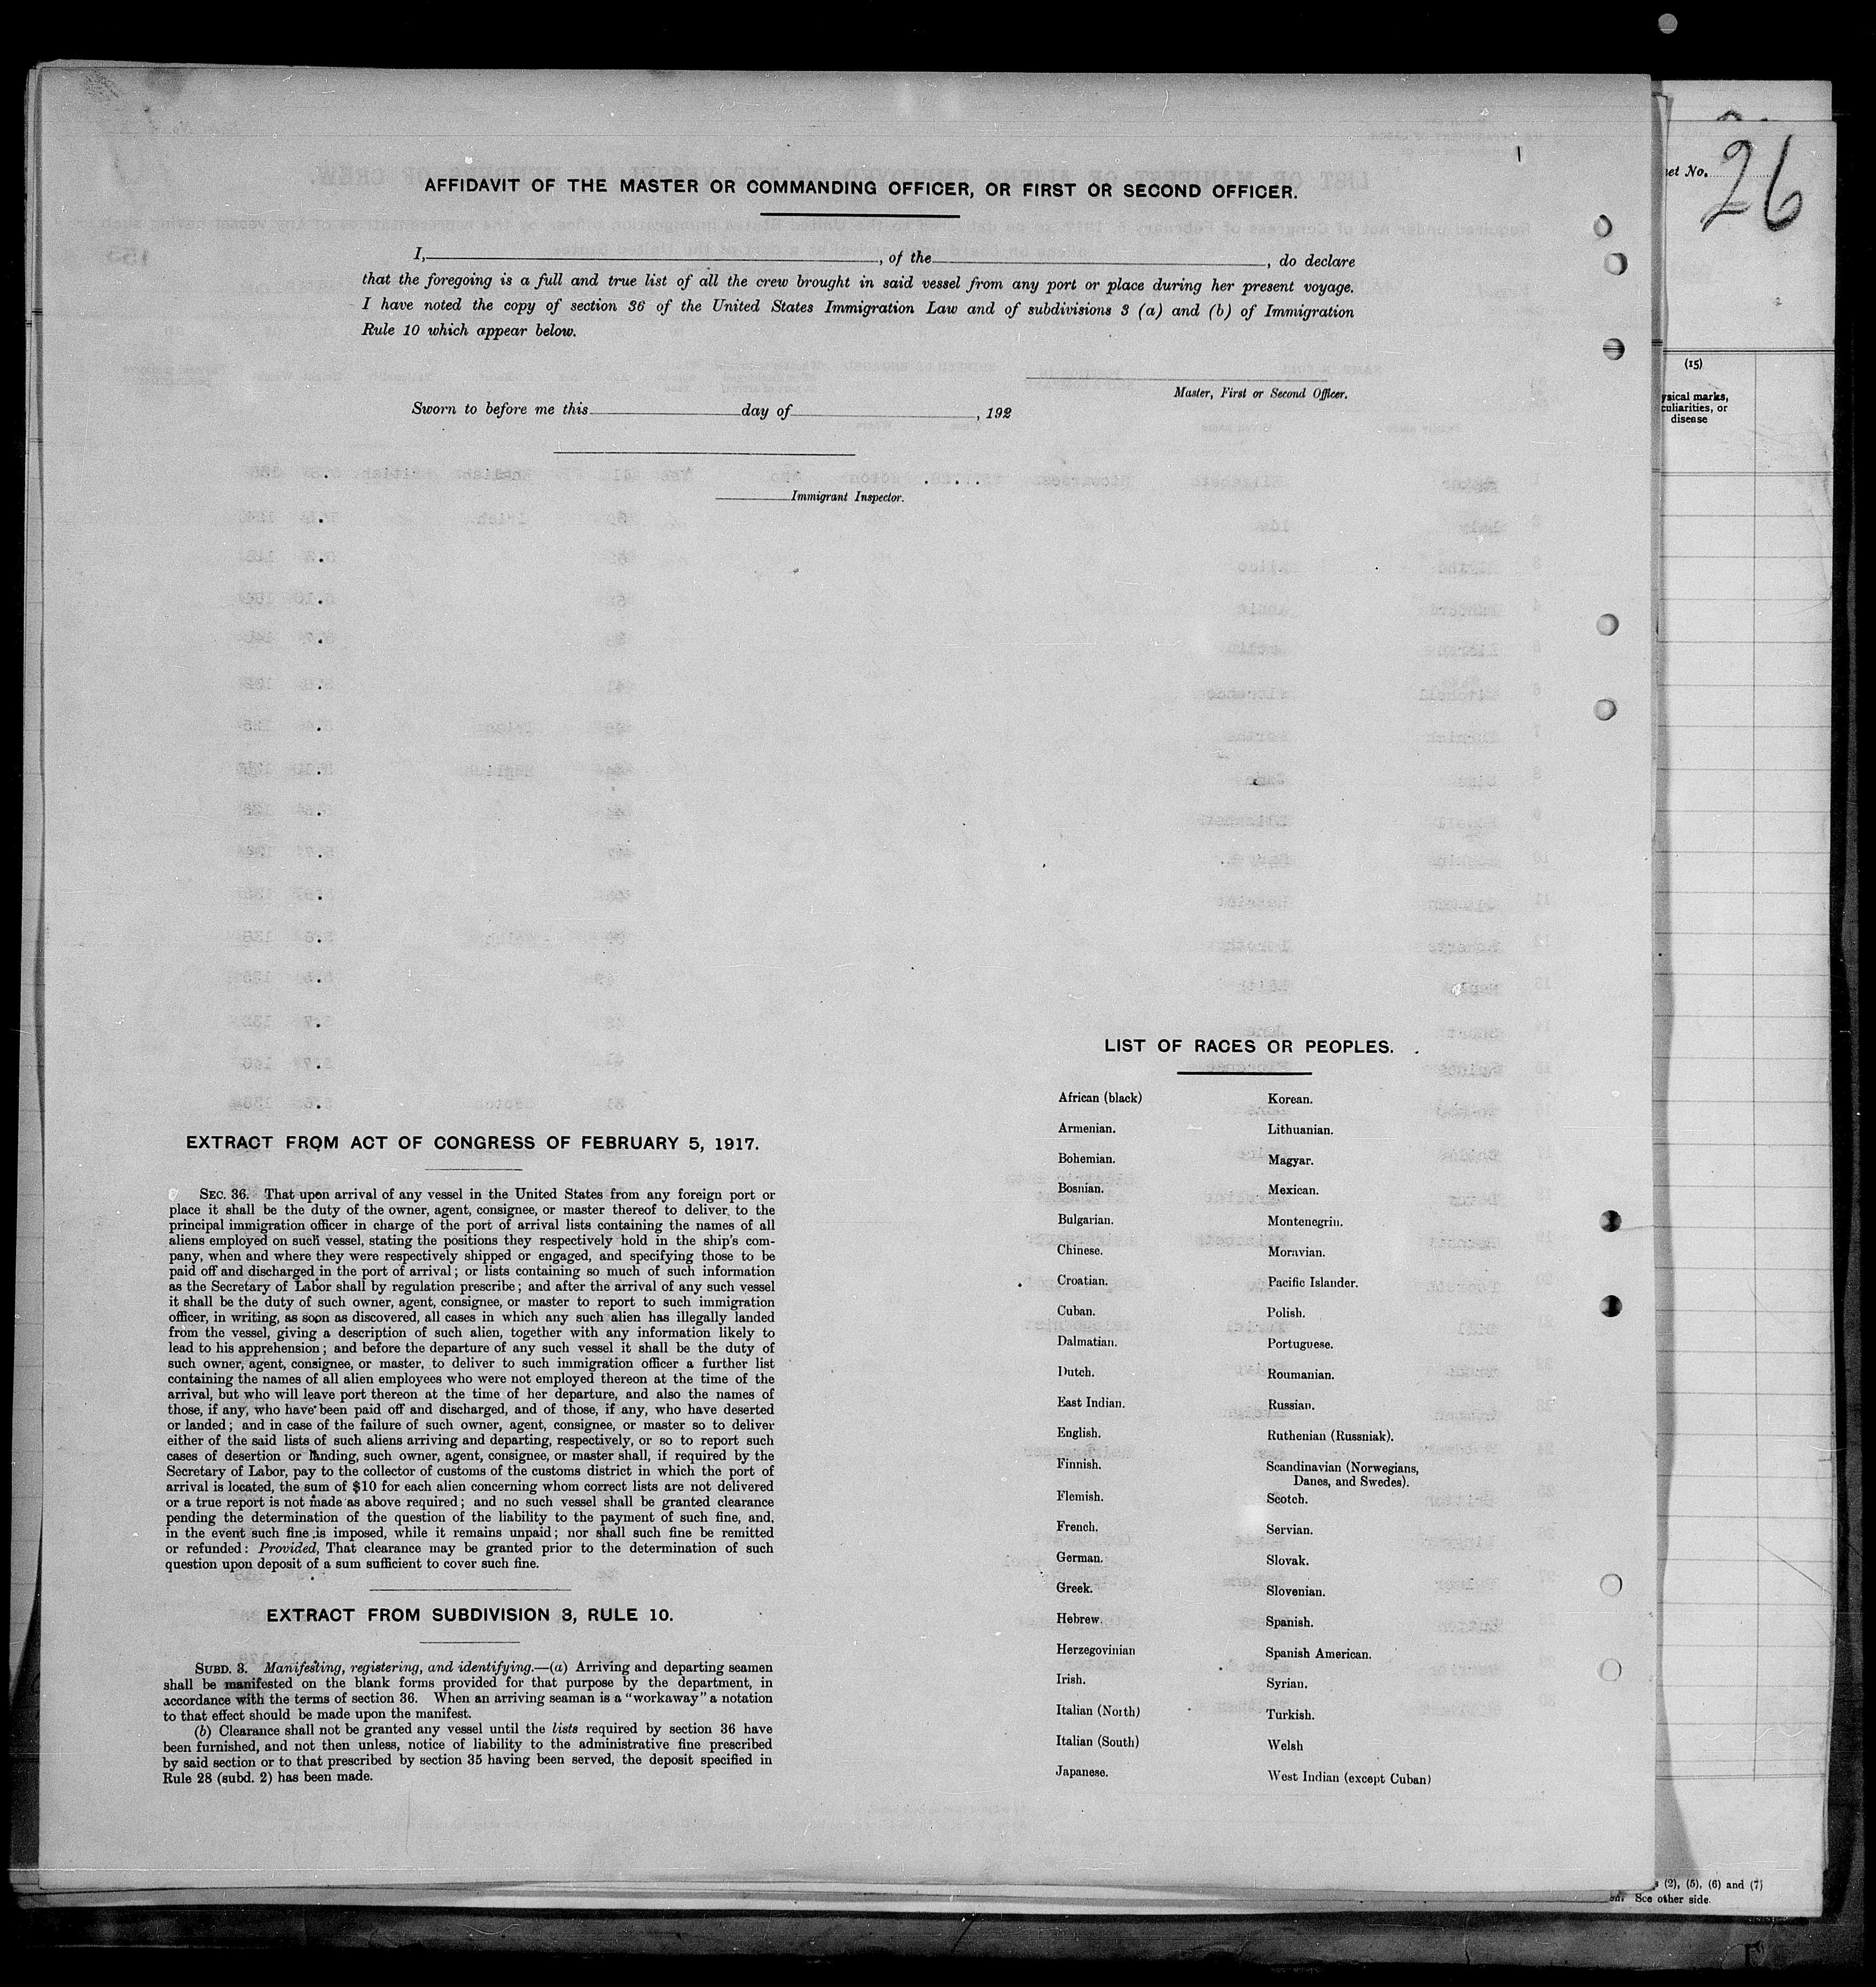 AFFIDAVIT OF THE MASTER OR COMMANDING OFFICER, OR FIRST OR SECOND OFFICER.
I, , of the , do declare
that the foregoing is a full and true list of all the crew brought in said vessel from any port or place during her present voyage.
I have noted the copy of section 36 of the United States Immigration Law and of subdivisions 3 (a) and (b) of Immigration
Rule 10 which appear below.
Master, First or Second Officer.
Sworn to before me this day of , 192
Immigrant Inspector.
EXTRACT FROM ACT OF CONGRESS OF FEBRUARY 5, 1917.
SEC. 36. That upon arrival of any vessel in the United States from any foreign port or
place it shall be the duty of the owner, agent, consignee, or master thereof to deliver to the
principal immigration officer in charge of the port of arrival lists containing the names of all
aliens employed on such vessel, stating the positions they respectively hold in the ship's com-
pany, when and where they were respectively shipped or engaged, and specifying those to be
paid off and discharged in the port of arrival; or lists containing so much of such information
as the Secretary of Labor shall by regulation prescribe; and after the arrival of any such vessel
it shall be the duty of such owner, agent, consignee, or master to report to such immigration
officer, in writing, as soon as discovered, all cases in which any such alien has illegally landed
from the vessel, giving a description of such alien, together with any information likely to
lead to his apprehension; and before the departure of any such vessel it shall be the duty of
such owner, agent, consignee, or master, to deliver to such immigration officer a further list
containing the names of all alien employees who were not employed thereon at the time of the
arrival, but who will leave port thereon at the time of her departure, and also the names of
those, if any, who have been paid off and discharged, and of those, if any, who have deserted
or landed; and in case of the failure of such owner, agent, consignee, or master so to deliver
either of the said lists of such aliens arriving and departing, respectively, or so to report such
cases of desertion or landing, such owner, agent, consignee, or master shall, if required by the
Secretary of Labor, pay to the collector of customs of the customs district in which the port of
arrival is located, the sum of $10 for each alien concerning whom correct lists are not delivered
or a true report is not made as above required; and no such vessel shall be granted clearance
pending the determination of the question of the liability to the payment of such fine, and,
in the event such fine is imposed, while it remains unpaid; nor shall such fine be remitted
or refunded: Provided, That clearance may be granted prior to the determination of such
question upon deposit of a sum sufficient to cover such fine.
EXTRACT FROM SUBDIVISION 3, RULE 10.
SUBD. 3. Manifesting, registering, and identifying.—(a) Arriving and departing seamen
shall be manifested on the blank forms provided for that purpose by the department, in
accordance with the terms of section 36. When an arriving seaman is a "workaway" a notation
to that effect should be made upon the manifest.
(b) Clearance shall not be granted any vessel until the lists required by section 36 have
been furnished, and not then unless, notice of liability to the administrative fine prescribed
by said section or to that prescribed by section 35 having been served, the deposit specified in
Rule 28 (subd. 2) has been made.
LIST OF RACES OR PEOPLES.
African (black)
Armenian.
Bohemian.
Bosnian.
Bulgarian.
Chinese.
Croatian.
Cuban.
Dalmatian.
Dutch.
East Indian.
English.
Finnish.
Flemish.
French.
German.
Greek.
Hebrew.
Herzegovinian
Irish.
Italian (North)
Italian (South)
Japanese.
Korean.
Lithuanian.
Magyar.
Mexican.
Montenegrin.
Moravian.
Pacific Islander.
Polish.
Portuguese.
Roumanian.
Russian.
Ruthenian (Russniak).
Scandinavian (Norwegians,
Danes, and Swedes).
Scotch.
Servian.
Slovak.
Slovenian.
Spanish.
Spanish American.
Syrian.
Turkish.
Welsh
West Indian (except Cuban)
No. 26
(15)
marks,
or
disease
(2), (5), (6) and (7)
See other side.